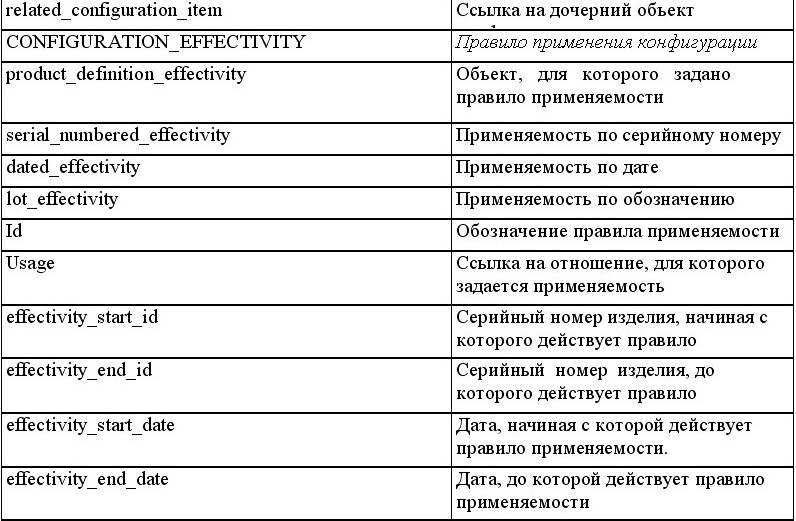 related_configuration_item
Ссылка на дочерний объект
CONFIGURATION_EFFECTIVITY
Правило применения конфигурации
product_definition_effectivity
Объект, для которого задано
правило применяемости
serial_numbered_effectivity
Применяемость по серийному номеру
dated_effectivity
Применяемость по дате
lot_effectivity
Применяемость по обозначению
Id
Обозначение правила применяемости
Usage
Ссылка на отношение, для которого
задается применяемость
effectivity_start_id
Серийный номер изделия, начиная с
которого действует правило
effectivity_end_id
Серийный номер изделия, до
которого действует правило
effectivity_start_date
Дата, начиная с которой действует
правило применяемости.
effectivity_end_date
Дата, до которой действует правило
применяемости